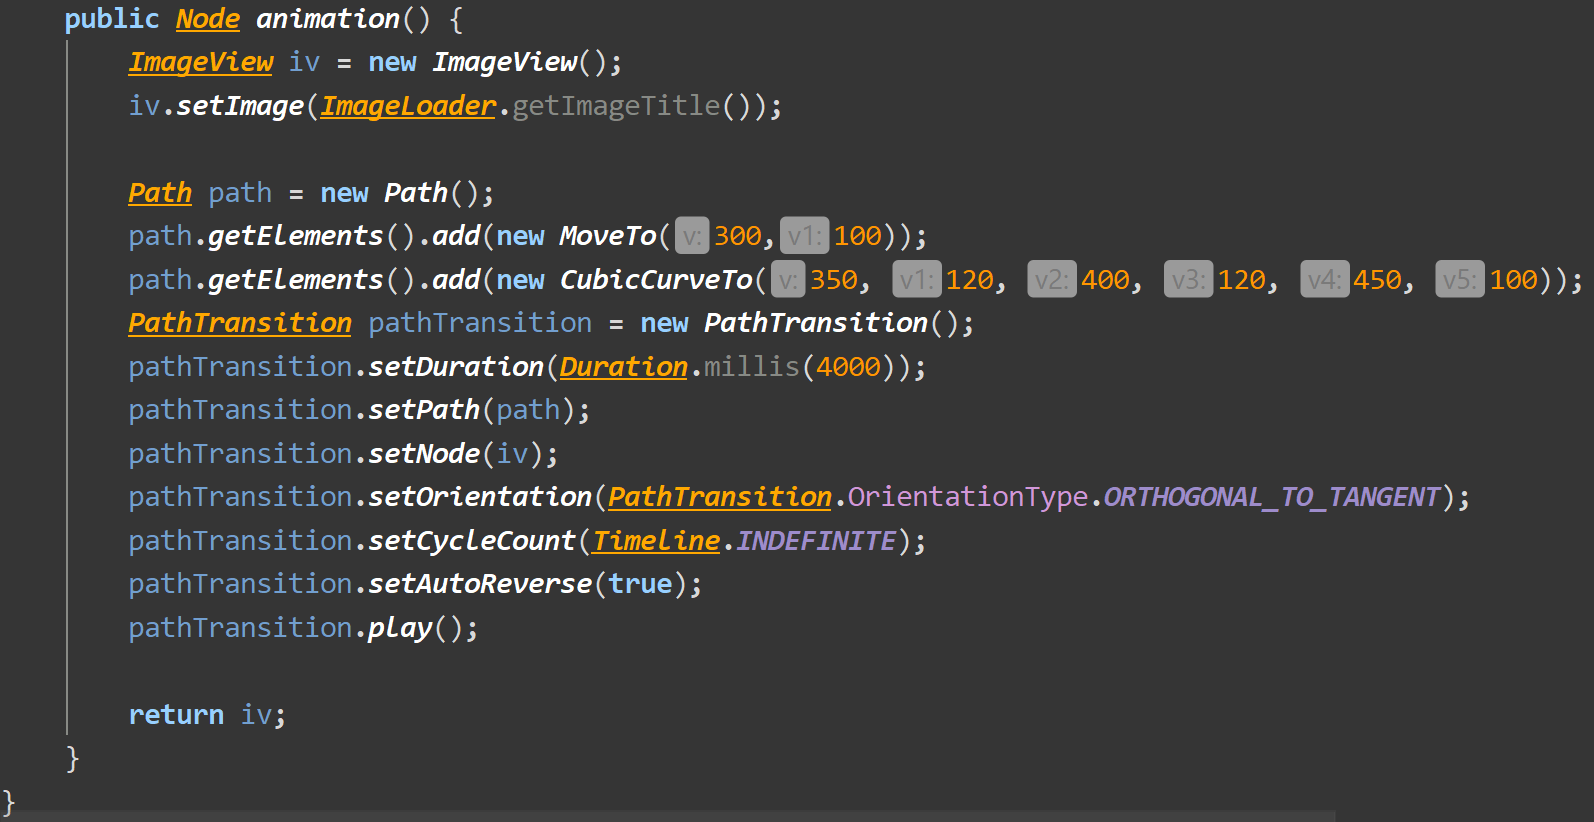 public Node animation() {
ImageView iv = new ImageView();
iv.setImage(ImageLoader.getImageTitle());
Path path = new Path();
path.getElements().add(new MoveTo(v: 300,v1: 100));
path.getElements().add(new CubicCurveTo(v: 350, v1: 120, v2: 400, v3: 120, v4: 450, v5: 100));
PathTransition pathTransition = new PathTransition();
pathTransition.setDuration(Duration.millis(4000));
pathTransition.setPath(path);
pathTransition.setNode(iv);
pathTransition.setOrientation(PathTransition.OrientationType.ORTHOGONAL_TO_TANGENT);
pathTransition.setCycleCount(Timeline.INDEFINITE);
pathTransition.setAutoReverse(true);
pathTransition.play();
return iv;
}
}